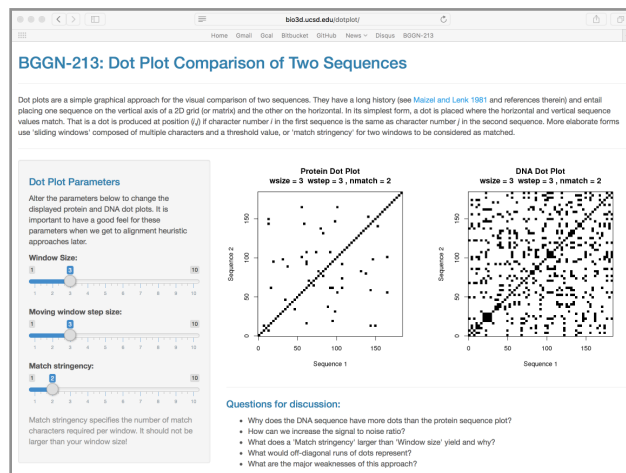 bio3d.ucsd.edu/dotplot/
Home Gmail Gcal Bitbucket GitHub News Disqus BGGN-213
BGGN-213: Dot Plot Comparison of Two Sequences
Dot plots are a simple graphical approach for the visual comparison of two sequences. They have a long history (see Maizel and Lenk 1981 and references therein) and entail
placing one sequence on the vertical axis of a 2D grid (or matrix) and the other on the horizontal. In its simplest form, a dot is placed where the horizontal and vertical sequence
values match. That is a dot is produced at position (i,j) if character number i in the first sequence is the same as character number j in the second sequence. More elaborate forms
use 'sliding windows' composed of multiple characters and a threshold value, or 'match stringency' for two windows to be considered as matched.
Dot Plot Parameters
Alter the parameters below to change the
displayed protein and DNA dot plots. It is
important to have a good feel for these
parameters when we get to alignment heuristic
approaches later.
Window Size:
1 3 10
1 2 3 4 5 6 7 8 9 10
Moving window step size:
1 3 10
1 2 3 4 5 6 7 8 9 10
Match stringency:
1 2 10
1 2 3 4 5 6 7 8 9 10
Match stringency specifies the number of match
characters required per window. It should not be
larger than your window size!
Protein Dot Plot
wsize = 3 wstep = 3 , nmatch = 2
Sequence 2
150
100
50
0
0 50 100 150
Sequence 1
DNA Dot Plot
wsize = 3 wstep = 3 , nmatch = 2
Sequence 2
150
100
50
0
0 50 100 150
Sequence 1
Questions for discussion:
• Why does the DNA sequence have more dots than the protein sequence plot?
• How can we increase the signal to noise ratio?
• What does a 'Match stringency' larger than 'Window size' yield and why?
• What would off-diagonal runs of dots represent?
• What are the major weaknesses of this approach?